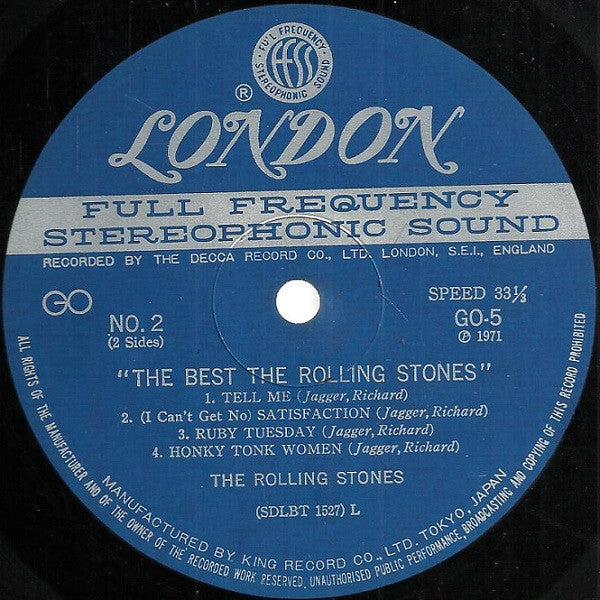 FULL FREQUENCY
STEREOPHONIC SOUND
ffss
®
LONDON
FULL FREQUENCY
STEREOPHONIC SOUND
RECORDED BY THE DECCA RECORD CO., LTD. LONDON, S.E.I., ENGLAND
GO
SPEED 33⅓
NO. 2
GO-5
(2 Sides)
℗ 1971
"THE BEST THE ROLLING STONES"
1. TELL ME (Jagger, Richard)
2. (I Can't Get No) SATISFACTION (Jagger, Richard)
3. RUBY TUESDAY (Jagger, Richard)
4. HONKY TONK WOMEN (Jagger, Richard)
THE ROLLING STONES
(SDLBT 1527) L
MANUFACTURED BY KING RECORD CO., LTD. TOKYO, JAPAN
ALL RIGHTS OF THE MANUFACTURER AND OF THE OWNER OF THE RECORDED WORK RESERVED, UNAUTHORISED PUBLIC PERFORMANCE, BROADCASTING AND COPYING OF THIS RECORD PROHIBITED